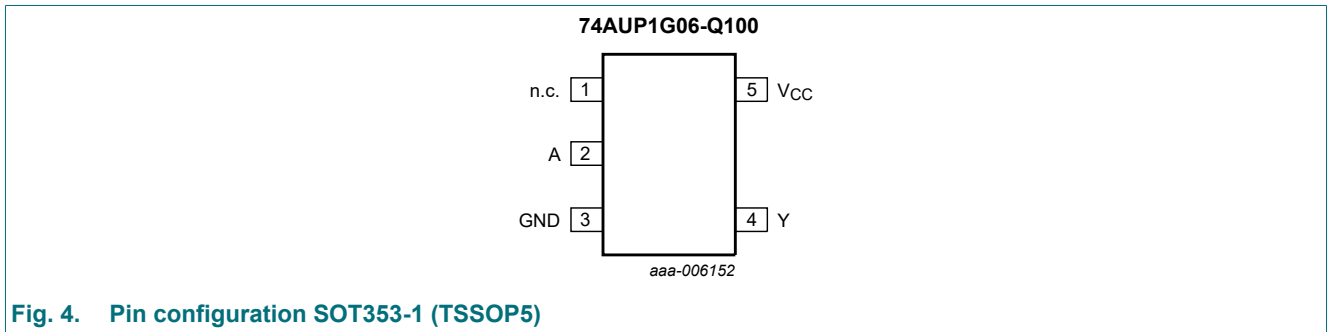 74AUP1G06-Q100
n.c. 1 5 VCC
A 2
GND 3 4 Y
aaa-006152
Fig. 4. Pin configuration SOT353-1 (TSSOP5)